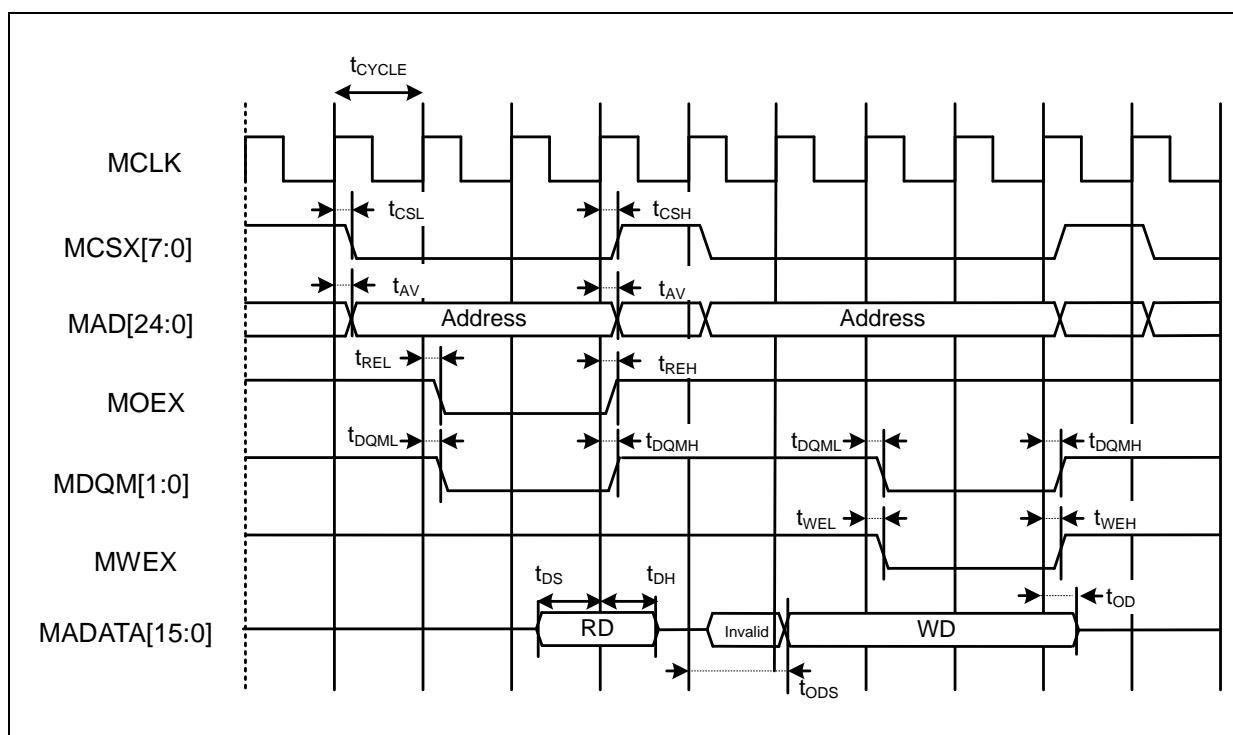 tCYCLE
MCLK
tCSL tCSH
MCSX[7:0]
tAV tAV
MAD[24:0] Address Address
tREL tREH
MOEX
tDQML tDQMH tDQML tDQMH
MDQM[1:0]
tWEL tWEH
MWEX
tDS tDH tOD
MADATA[15:0] RD Invalid WD
tODS